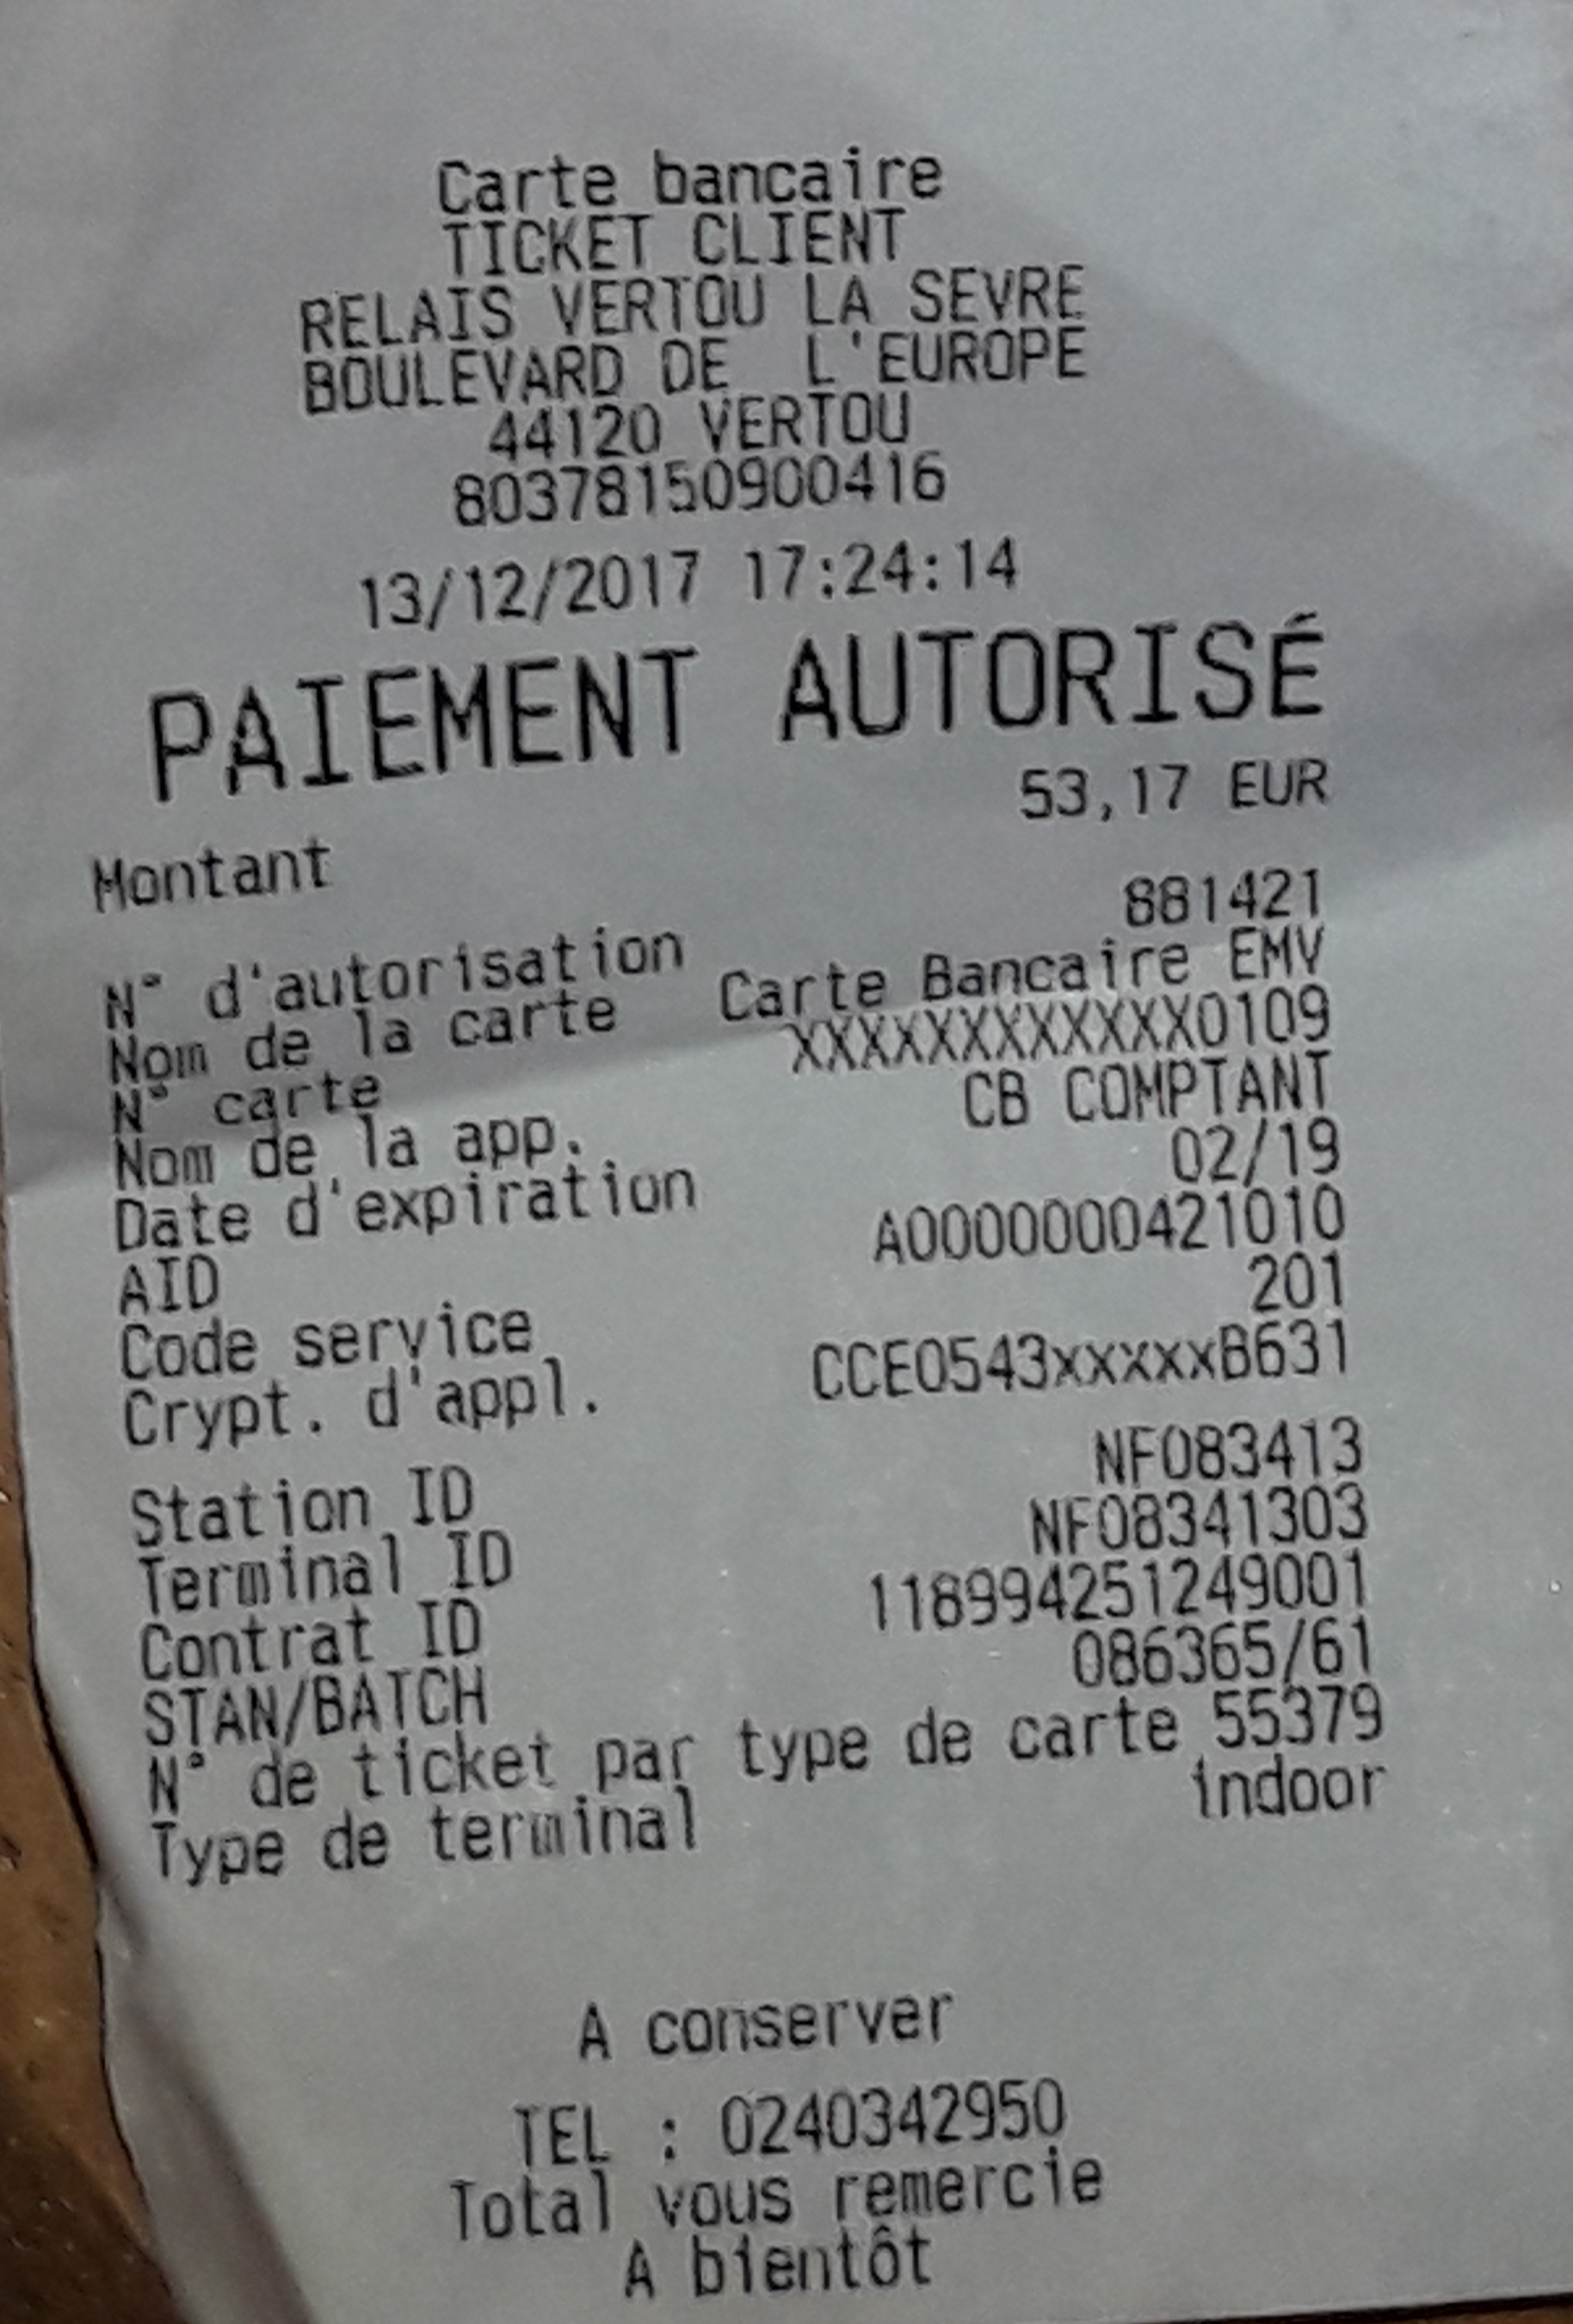 Carte bancaire
TICKET CLIENT
RELAIS VERTOU LA SEVRE
BOULEVARD DE L'EUROPE
44120 VERTOU
80378150900416
13/12/2017 17:24:14
PAIEMENT AUTORISÉ
Montant 53,17 EUR
N° d'autorisation 881421
Nom de la carte Carte Bancaire EMV
N° carte XXXXXXXXXXXX0109
Nom de la app. CB COMPTANT
Date d'expiration 02/19
AID A0000000421010
Code service 201
Crypt. d'appl. CCE0543xxxxxB631
Station ID NF083413
Terminal ID NF08341303
Contrat ID 118994251249001
STAN/BATCH 086365/61
N° de ticket par type de carte 55379
Type de terminal indoor
A conserver
TEL : 0240342950
Total vous remercie
A bientôt